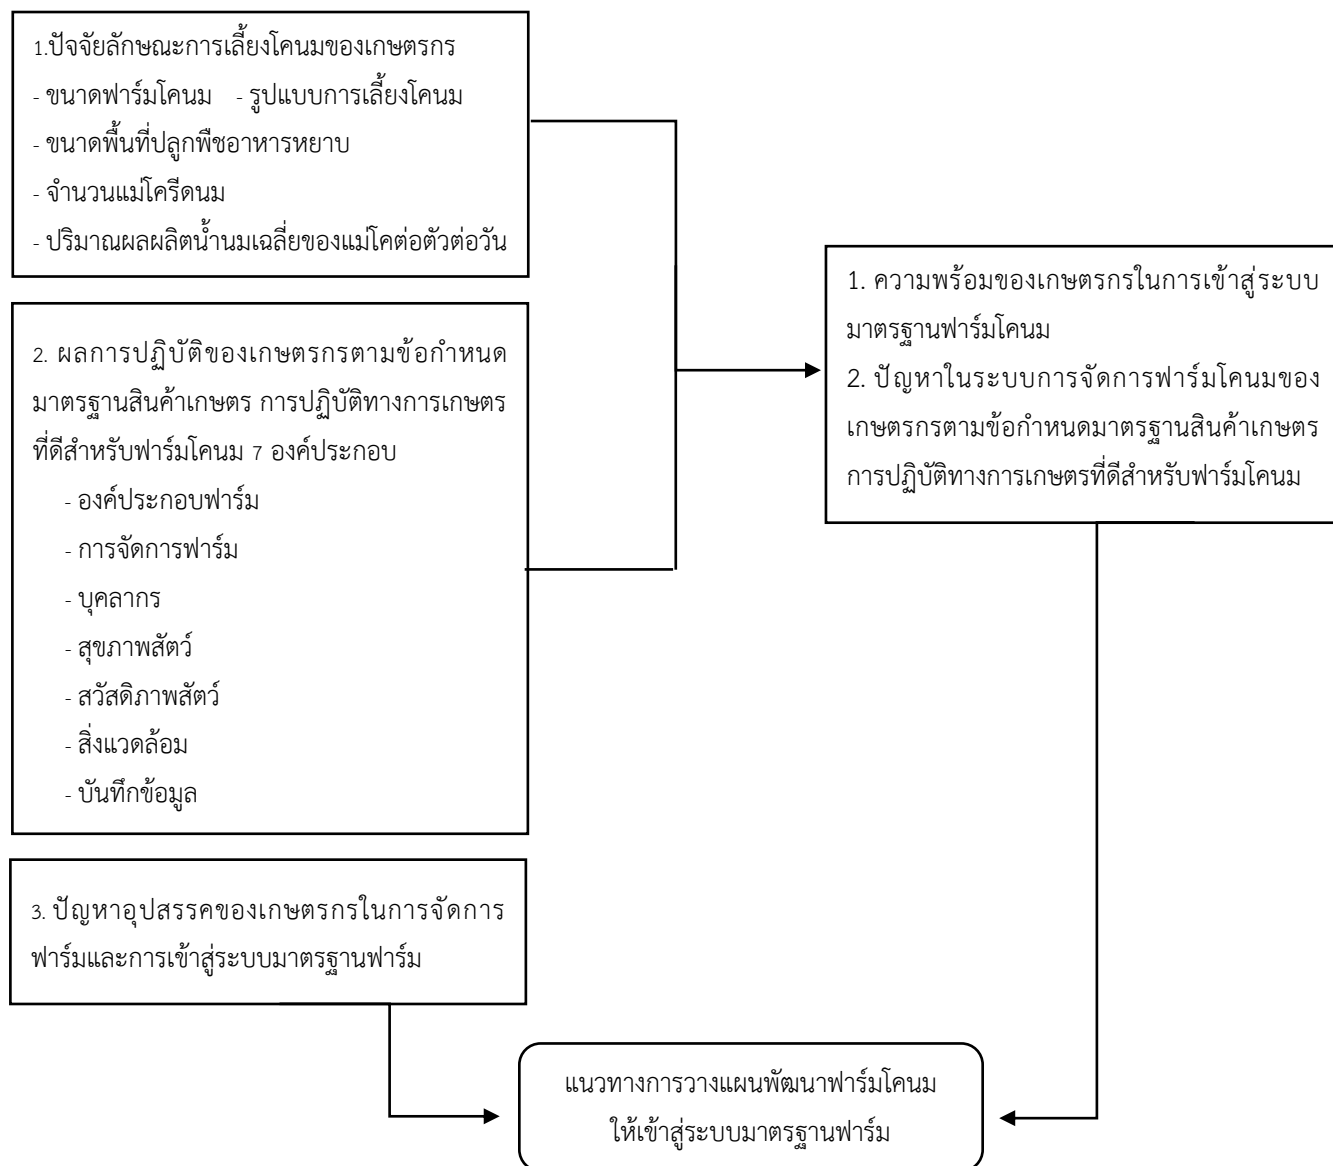 1.ปัจจัยลักษณะการเลี้ยงโคนมของเกษตรกร
- ขนาดฟาร์มโคนม - รูปแบบการเลี้ยงโคนม
- ขนาดพื้นที่ปลูกพืชอาหารหยาบ
- จำนวนแม่โครีดนม
- ปริมาณผลผลิตน้ำนมเฉลี่ยของแม่โคต่อตัวต่อวัน
2. ผลการปฏิบัติของเกษตรกรตามข้อกำหนด
มาตรฐานสินค้าเกษตร การปฏิบัติทางการเกษตร
ที่ดีสำหรับฟาร์มโคนม 7 องค์ประกอบ
- องค์ประกอบฟาร์ม
- การจัดการฟาร์ม
- บุคลากร
- สุขภาพสัตว์
- สวัสดิภาพสัตว์
- สิ่งแวดล้อม
- บันทึกข้อมูล
3. ปัญหาอุปสรรคของเกษตรกรในการจัดการ
ฟาร์มและการเข้าสู่ระบบมาตรฐานฟาร์ม
1. ความพร้อมของเกษตรกรในการเข้าสู่ระบบ
มาตรฐานฟาร์มโคนม
2. ปัญหาในระบบการจัดการฟาร์มโคนมของ
เกษตรกรตามข้อกำหนดมาตรฐานสินค้าเกษตร
การปฏิบัติทางการเกษตรที่ดีสำหรับฟาร์มโคนม
แนวทางการวางแผนพัฒนาฟาร์มโคนม
ให้เข้าสู่ระบบมาตรฐานฟาร์ม